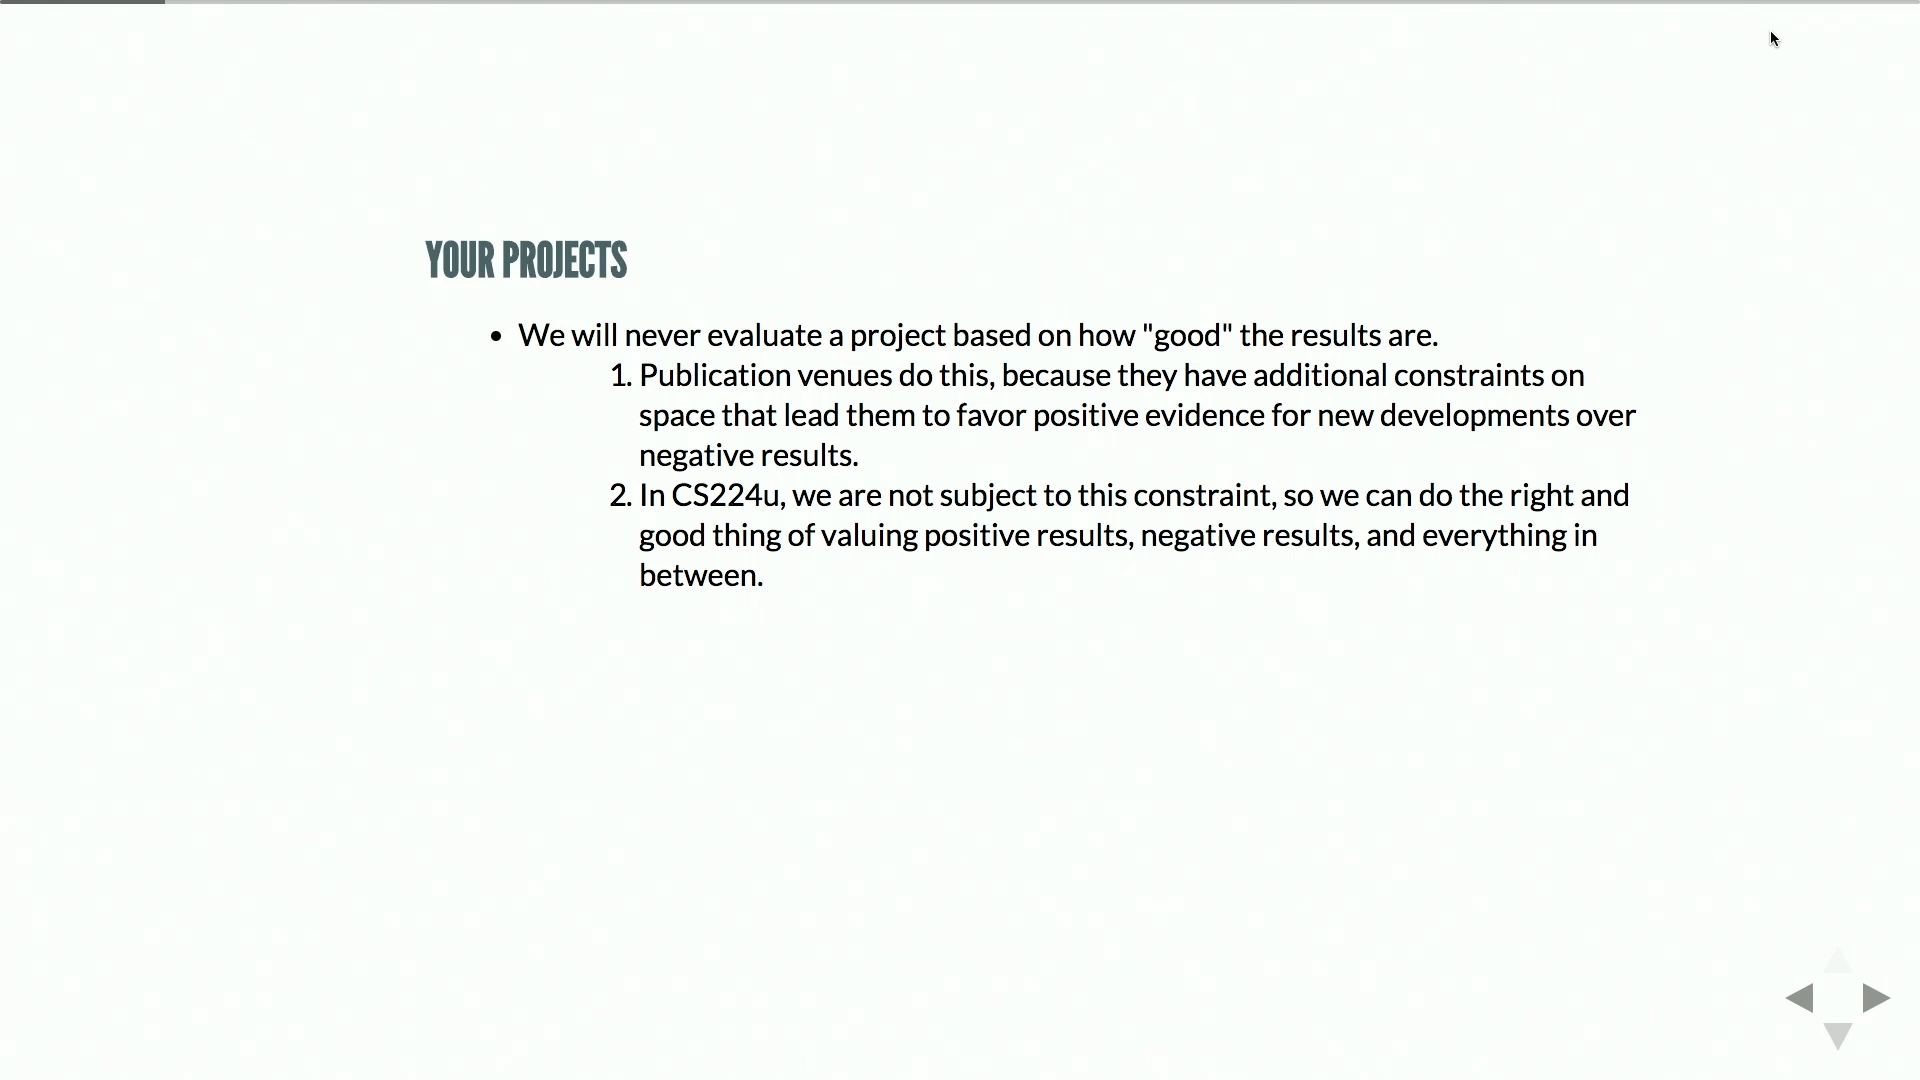 YOUR PROJECTS
• We will never evaluate a project based on how "good" the results are.
1. Publication venues do this, because they have additional constraints on
space that lead them to favor positive evidence for new developments over
negative results.
2. In CS224u, we are not subject to this constraint, so we can do the right and
good thing of valuing positive results, negative results, and everything in
between.